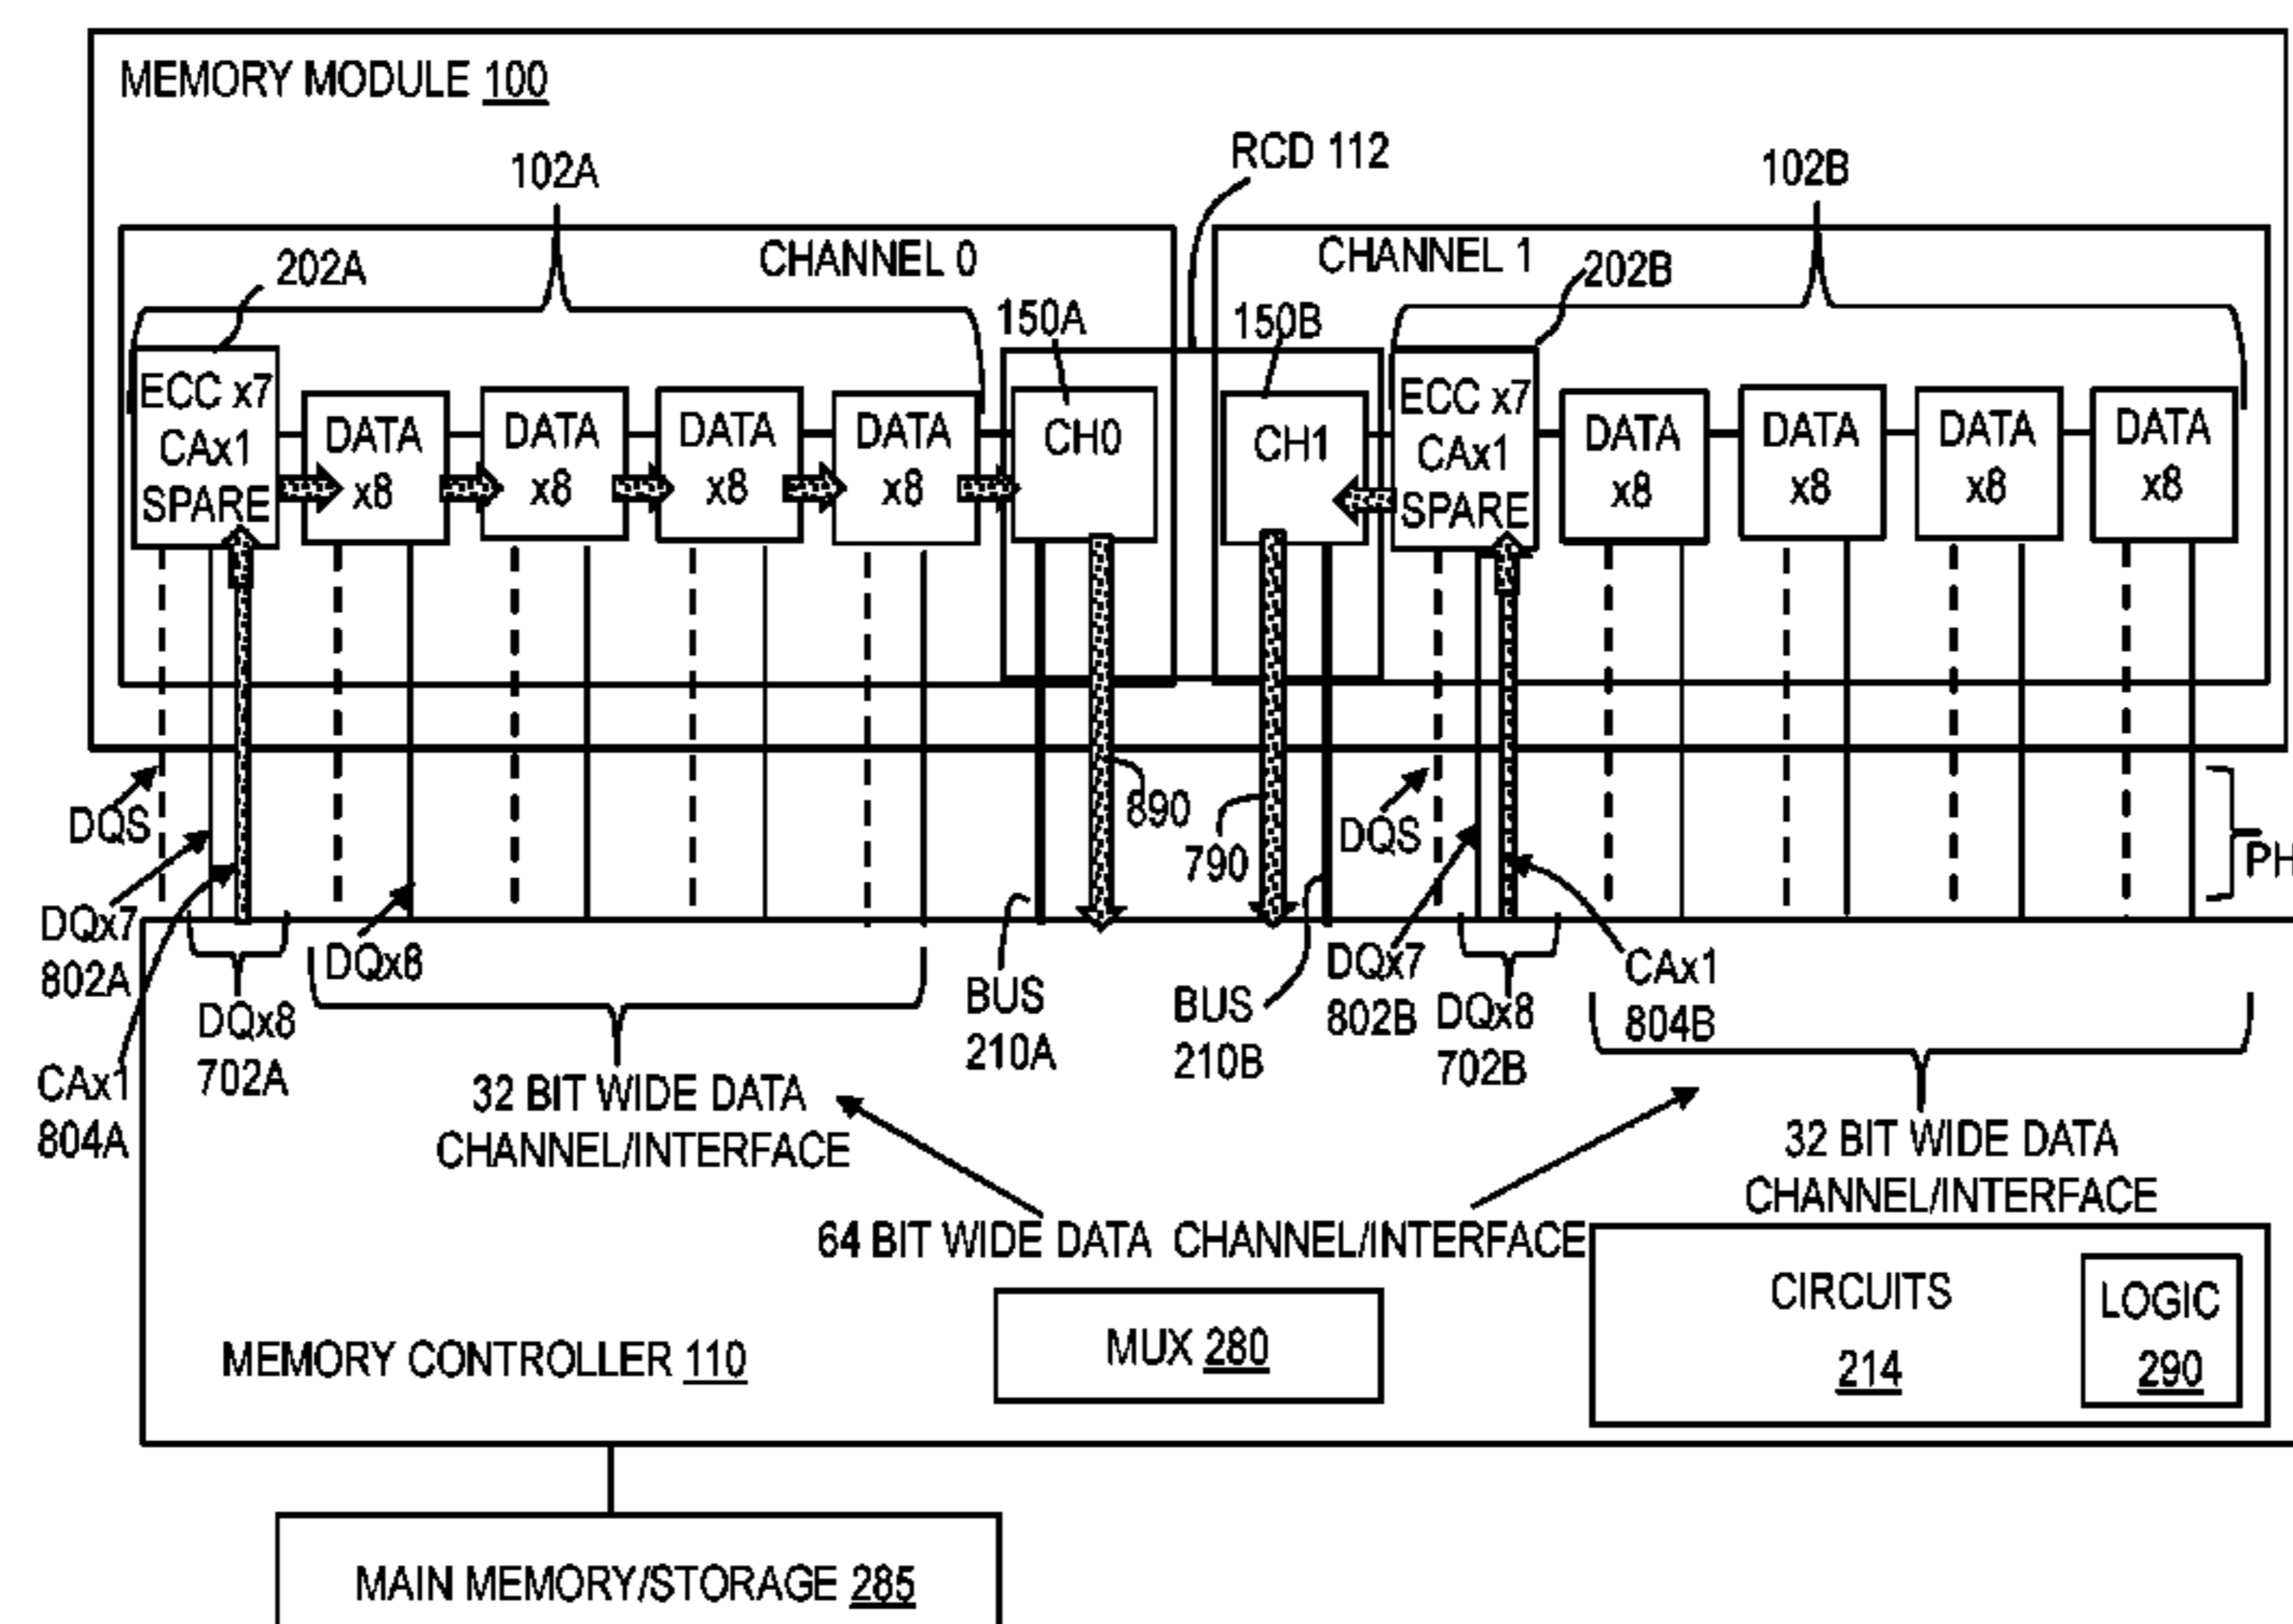 MEMORY MODULE 100
RCD 112
102A
102B
CHANNEL 0
CHANNEL 1
202A
202B
150A
150B
ECC x7
CAx1
SPARE
DATA
x8
DATA
x8
DATA
x8
DATA
x8
CH0
CH1
ECC x7
CAx1
SPARE
DATA
x8
DATA
x8
DATA
x8
DATA
x8
DQS
890
790
DQS
PH
DQx7
802A
DQx8
DQx8
702A
CAx1
804A
BUS
210A
BUS
210B
DQx7
802B
DQx8
702B
CAx1
804B
32 BIT WIDE DATA
CHANNEL/INTERFACE
32 BIT WIDE DATA
CHANNEL/INTERFACE
64 BIT WIDE DATA CHANNEL/INTERFACE
MEMORY CONTROLLER 110
MUX 280
CIRCUITS
214
LOGIC
290
MAIN MEMORY/STORAGE 285